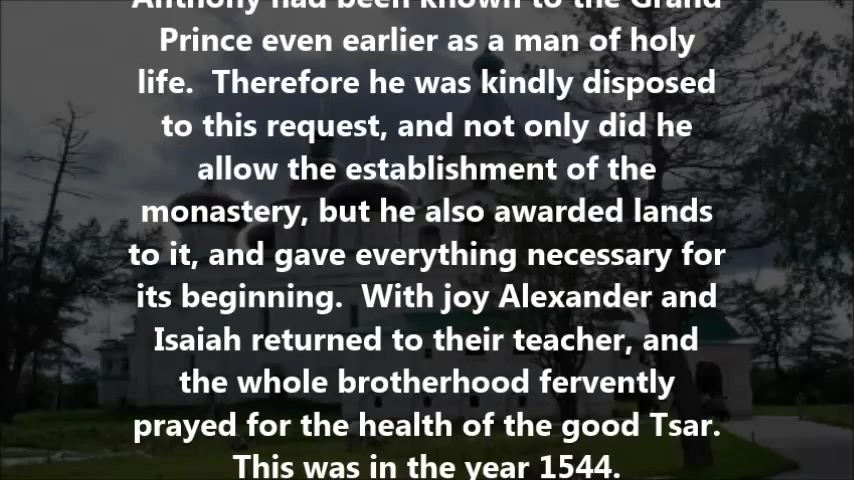 Anthony had been known to the Grand
Prince even earlier as a man of holy
life.  Therefore he was kindly disposed
to this request, and not only did he
allow the establishment of the
monastery, but he also awarded lands
to it, and gave everything necessary for
its beginning.  With joy Alexander and
Isaiah returned to their teacher, and
the whole brotherhood fervently
prayed for the health of the good Tsar.
This was in the year 1544.